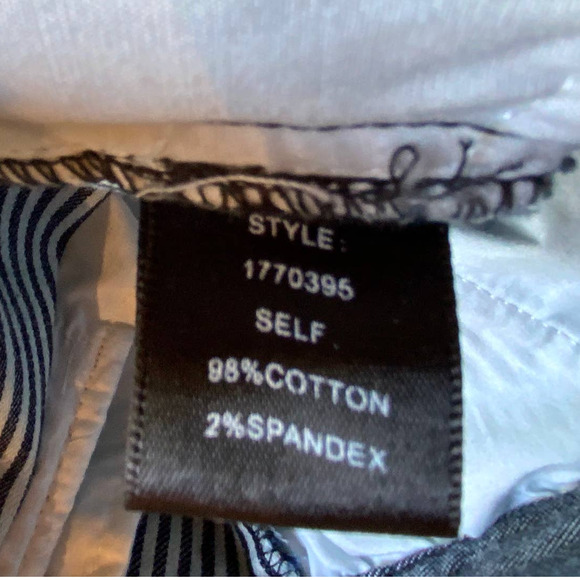 STYLE:
1770395
SELF
98%COTTON
2%SPANDEX